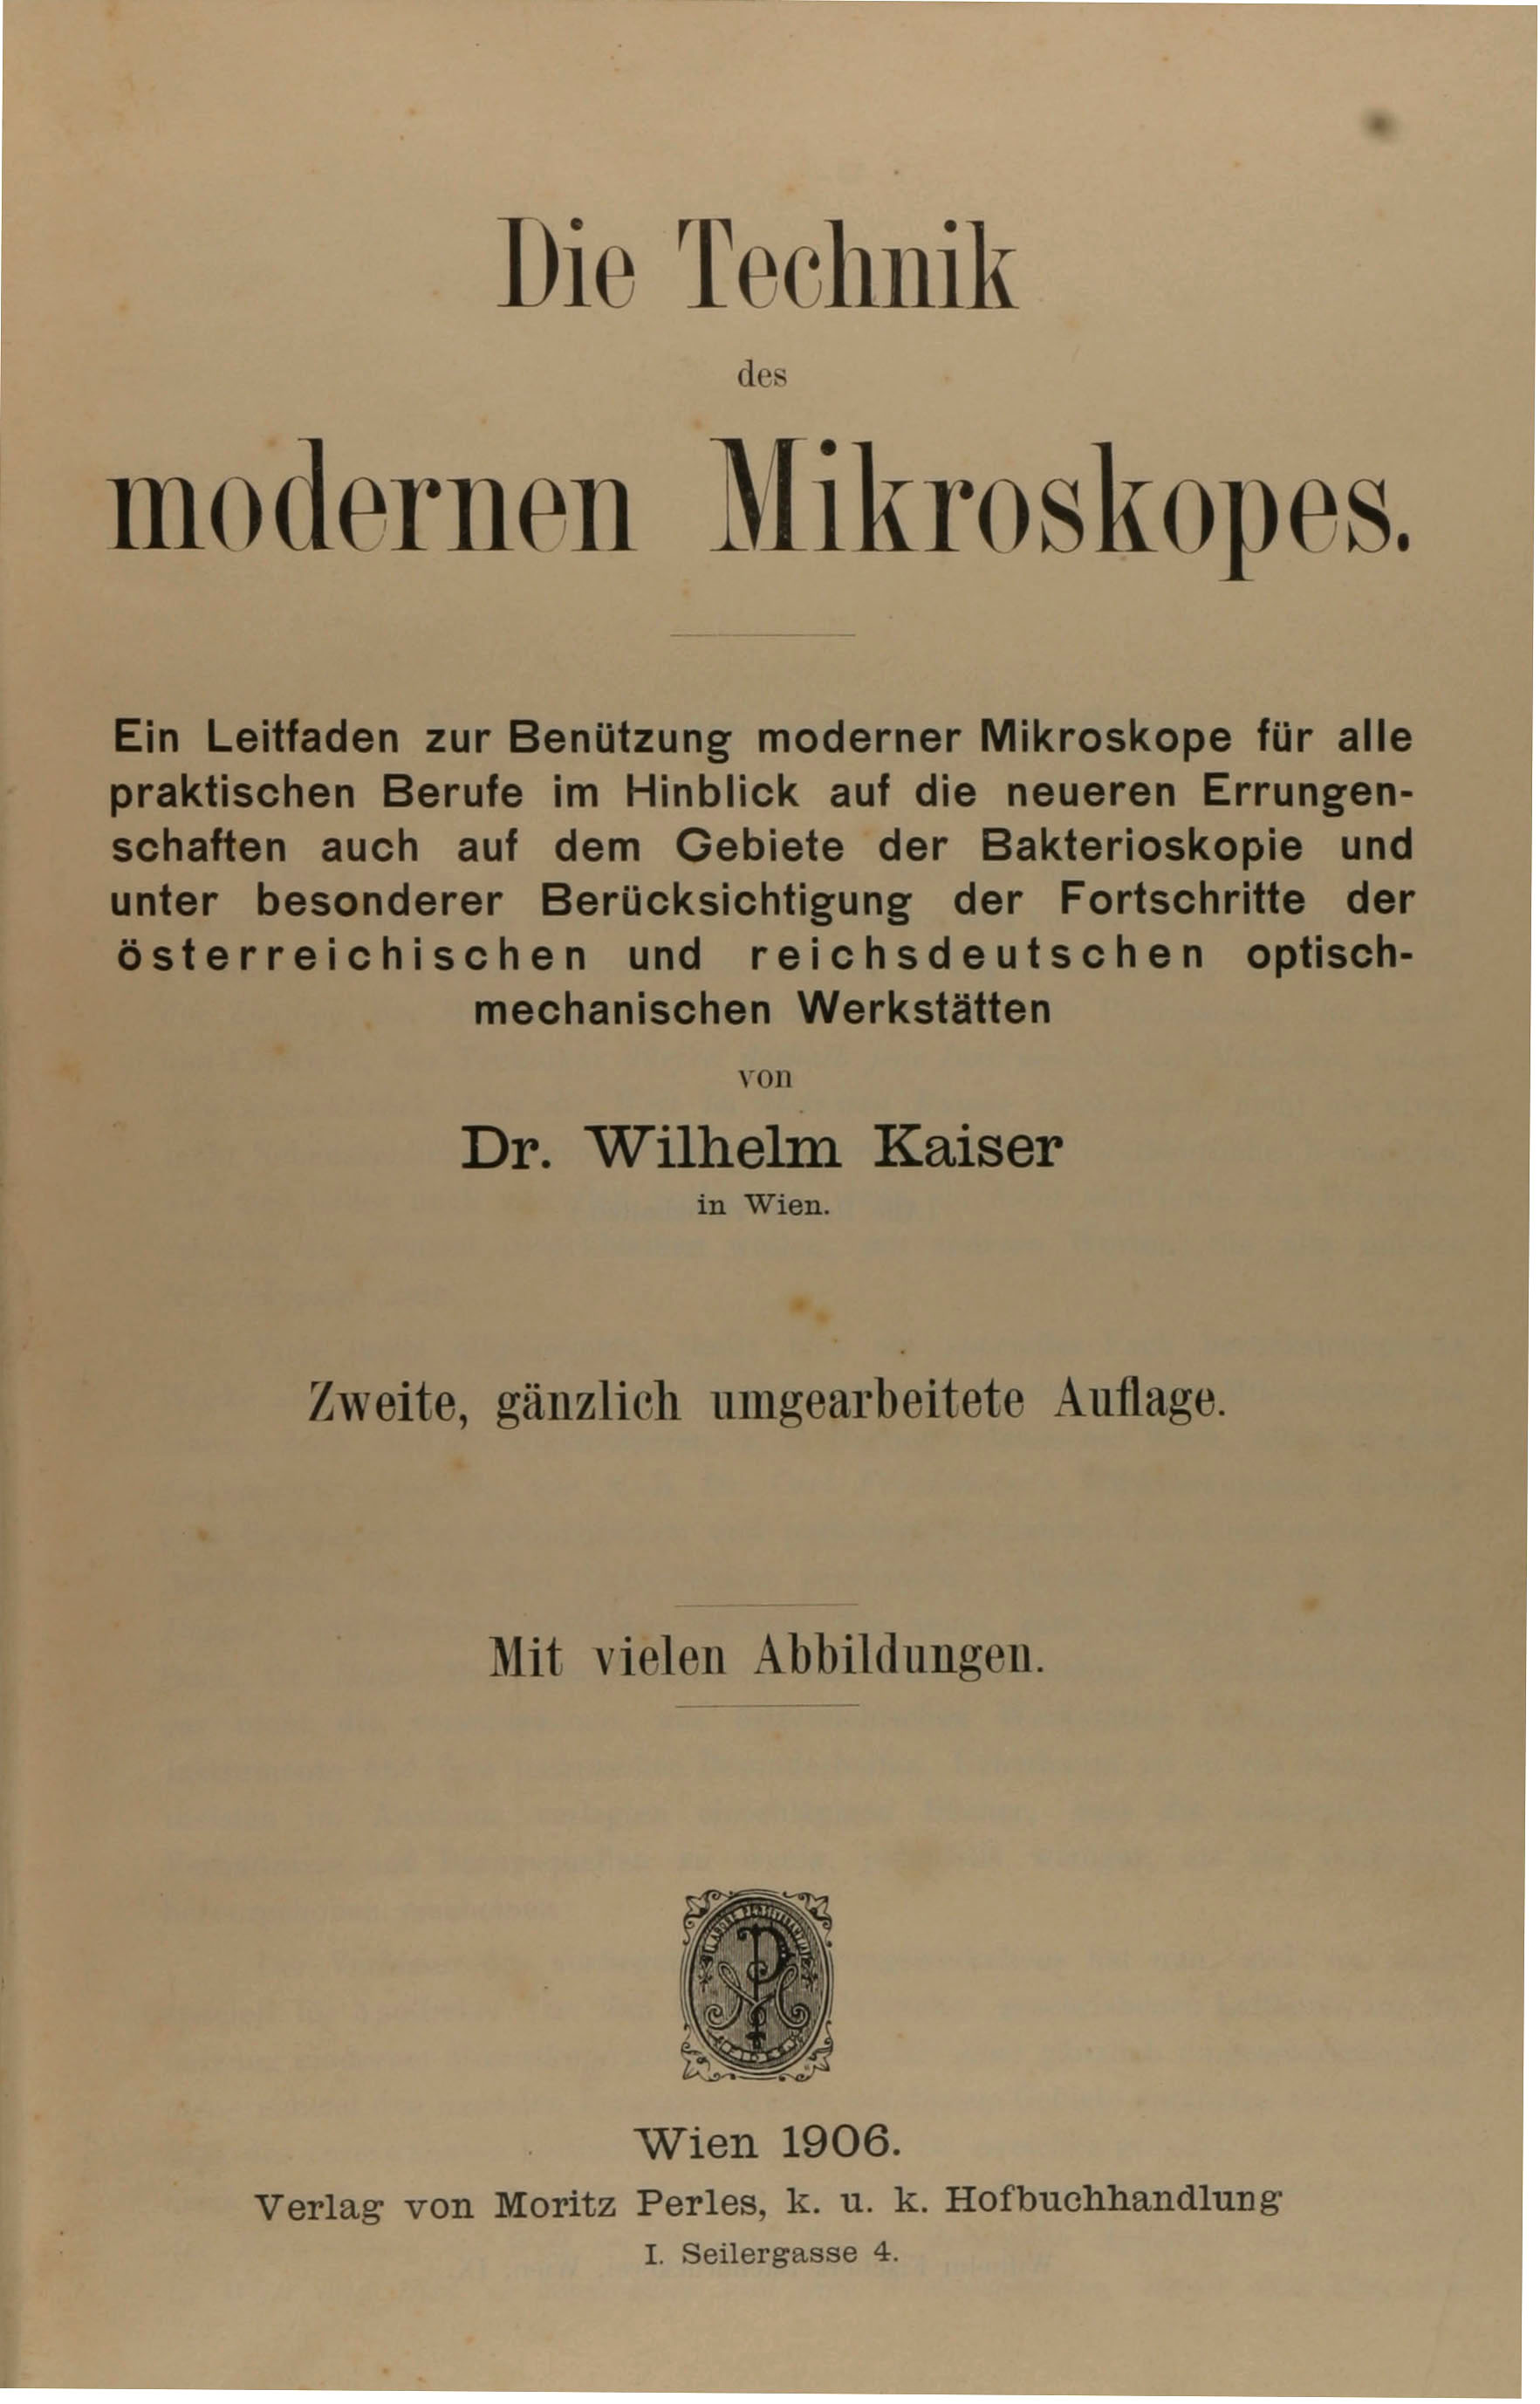 Die Technik
des
modernen Mikroskopes.
Ein Leitfaden zur Benützung moderner Mikroskope für alle
praktischen Berufe im Hinblick auf die neueren Errungen-
schaften auch auf dem Gebiete der Bakterioskopie und
unter besonderer Berücksichtigung der Fortschritte der
österreichischen und reichsdeutschen optisch-
mechanischen Werkstätten
von
Dr. Wilhelm Kaiser
in Wien.
Zweite, gänzlich umgearbeitete Auflage.
Mit vielen Abbildungen.
Wien 1906.
Verlag von Moritz Perles, k. u. k. Hofbuchhandlung
I. Seilergasse 4.